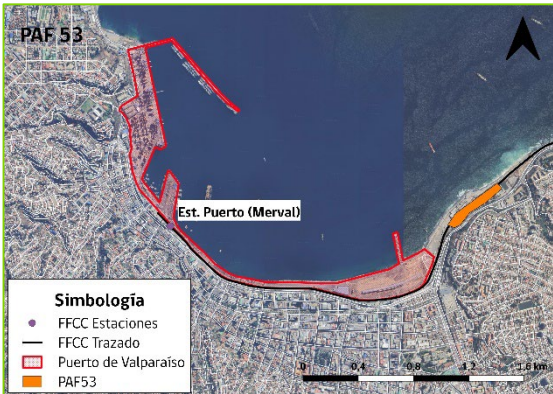 PAF 53
Est. Puerto (Merval)
Simbología
FFCC Estaciones
FFCC Trazado
Puerto de Valparaíso
PAF53
0 0,4 0,8 1,2 1,6 km